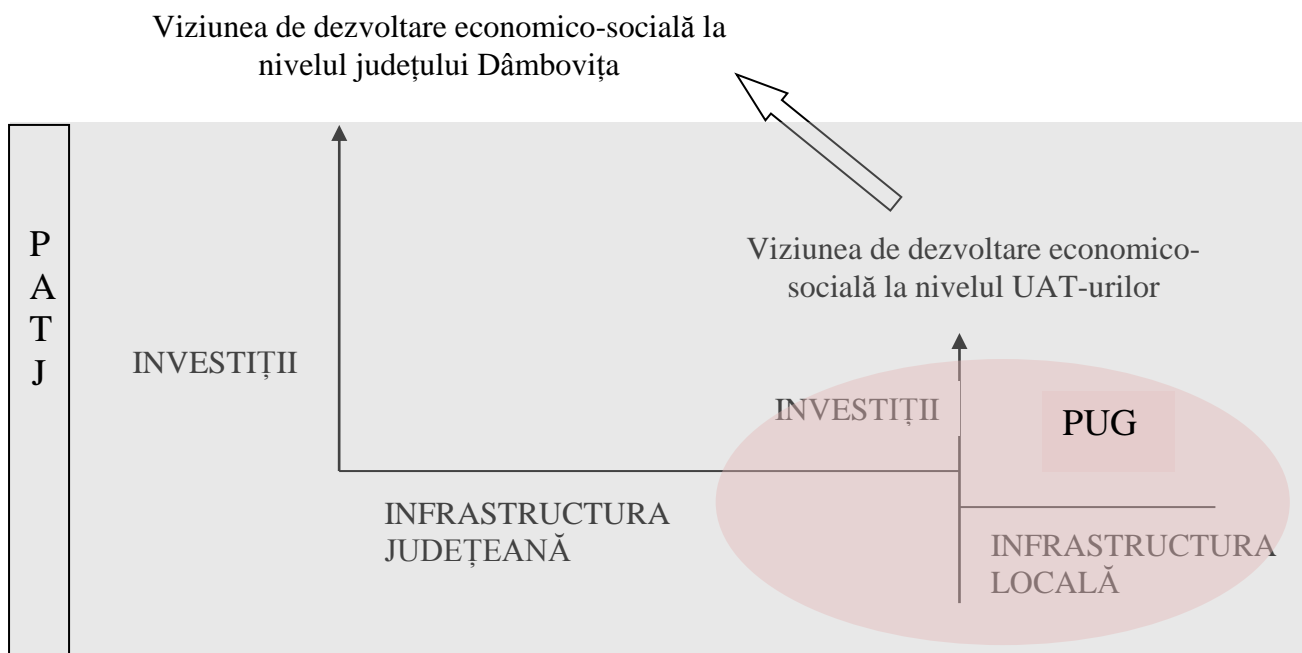 Viziunea de dezvoltare economico-socială la
nivelul județului Dâmbovița
Viziunea de dezvoltare economico-
socială la nivelul UAT-urilor
P
A
T
J
INVESTIȚII
INVESTIȚII
PUG
INFRASTRUCTURA
JUDEȚEANĂ
INFRASTRUCTURA
LOCALĂ